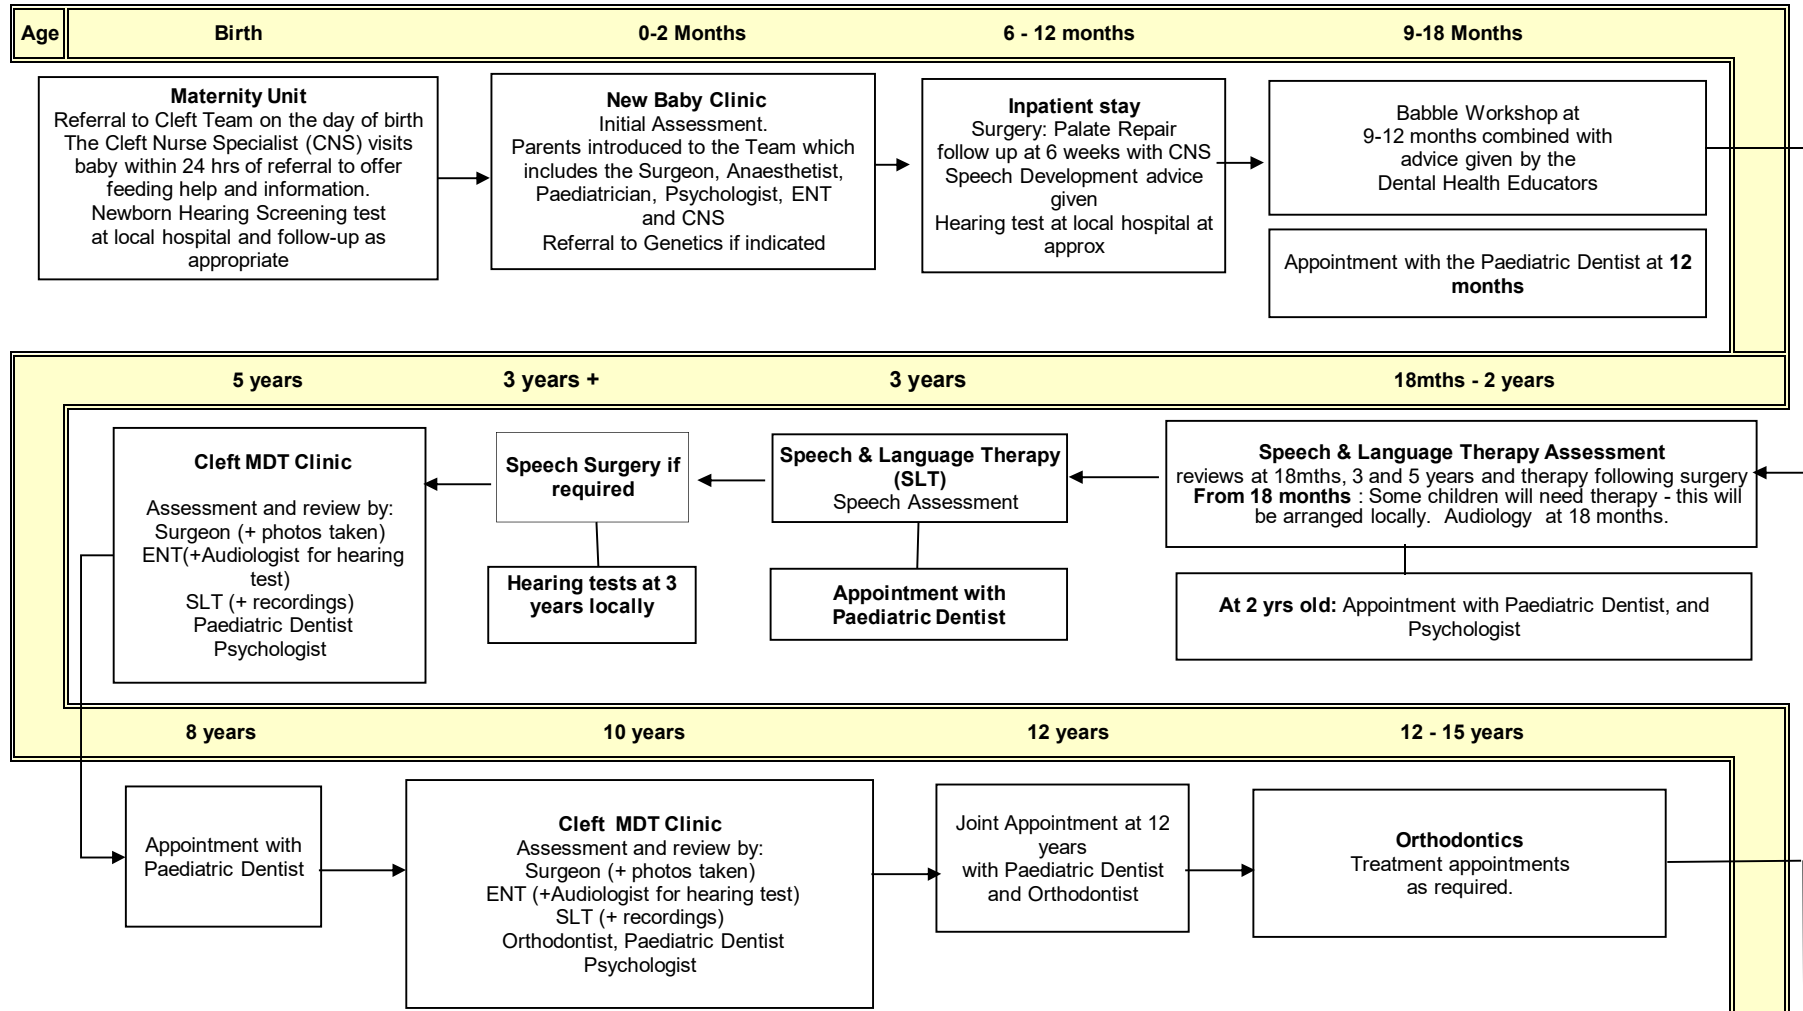 Age
Birth
0-2 Months
6 - 12 months
9-18 Months
Maternity Unit
Referral to Cleft Team on the day of birth
The Cleft Nurse Specialist (CNS) visits
baby within 24 hrs of referral to offer
feeding help and information.
Newborn Hearing Screening test
at local hospital and follow-up as
appropriate
New Baby Clinic
Initial Assessment.
Parents introduced to the Team which
includes the Surgeon, Anaesthetist,
Paediatrician, Psychologist, ENT
and CNS
Referral to Genetics if indicated
Inpatient stay
Surgery: Palate Repair
follow up at 6 weeks with CNS
Speech Development advice
given
Hearing test at local hospital at
approx
Babble Workshop at
9-12 months combined with
advice given by the
Dental Health Educators
Appointment with the Paediatric Dentist at 12
months
5 years
3 years +
3 years
18mths - 2 years
Speech & Language Therapy Assessment
reviews at 18mths, 3 and 5 years and therapy following surgery
From 18 months : Some children will need therapy - this will
be arranged locally. Audiology at 18 months.
At 2 yrs old: Appointment with Paediatric Dentist, and
Psychologist
Speech & Language Therapy
(SLT)
Speech Assessment
Appointment with
Paediatric Dentist
Speech Surgery if
required
Hearing tests at 3
years locally
Cleft MDT Clinic
Assessment and review by:
Surgeon (+ photos taken)
ENT(+Audiologist for hearing
test)
SLT (+ recordings)
Paediatric Dentist
Psychologist
8 years
10 years
12 years
12 - 15 years
Appointment with
Paediatric Dentist
Cleft MDT Clinic
Assessment and review by:
Surgeon (+ photos taken)
ENT (+Audiologist for hearing test)
SLT (+ recordings)
Orthodontist, Paediatric Dentist
Psychologist
Joint Appointment at 12
years
with Paediatric Dentist
and Orthodontist
Orthodontics
Treatment appointments
as required.